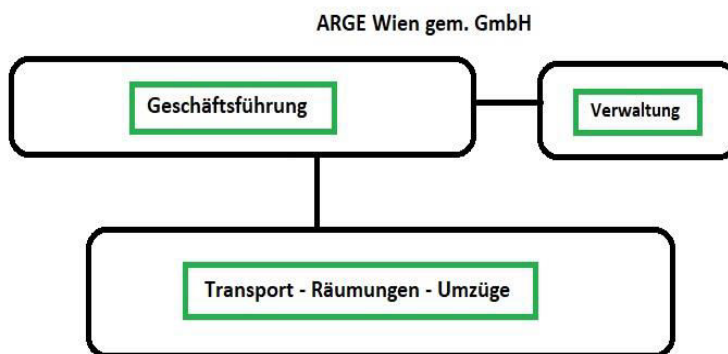 ARGE Wien gem. GmbH
Geschäftsführung
Verwaltung
Transport - Räumungen - Umzüge